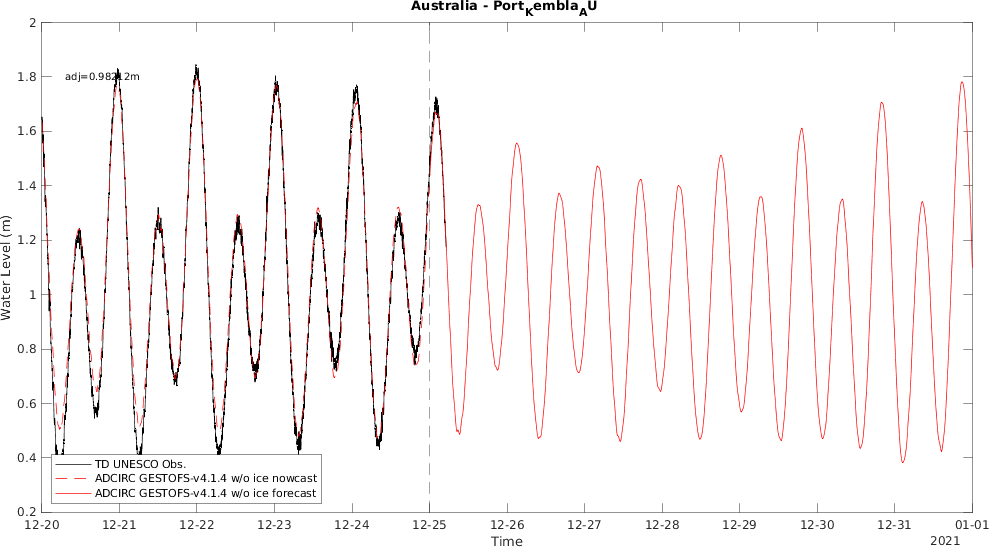 Australia - PortKemblaAU
adj=0.98212m
2
1.8
1.6
1.4
1.2
1
0.8
0.6
0.4
0.2
Water Level (m)
TD UNESCO Obs.
ADCIRC GESTOFS-v4.1.4 w/o ice nowcast
ADCIRC GESTOFS-v4.1.4 w/o ice forecast
12-20 12-21 12-22 12-23 12-24 12-25 12-26 12-27 12-28 12-29 12-30 12-31 01-01
Time
2021